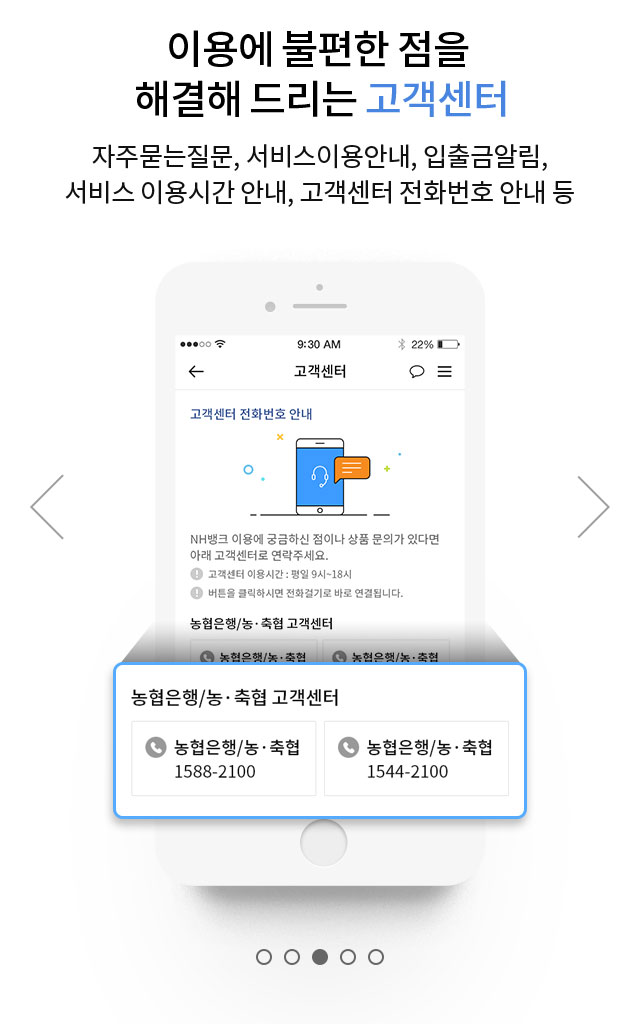 이용에 불편한 점을
해결해 드리는 고객센터
자주묻는질문, 서비스이용안내, 입출금알림,
서비스 이용시간 안내, 고객센터 전화번호 안내 등
9:30 AM
22%
고객센터
고객센터 전화번호 안내
NH뱅크 이용에 궁금하신 점이나 상품 문의가 있다면
아래 고객센터로 연락주세요.
고객센터 이용시간 : 평일 9시~18시
버튼을 클릭하시면 전화걸기로 바로 연결됩니다.
농협은행/농·축협 고객센터
농협은행/농·축협 농협은행/농·축협
농협은행/농·축협 고객센터
농협은행/농·축협 농협은행/농·축협
1588-2100 1544-2100